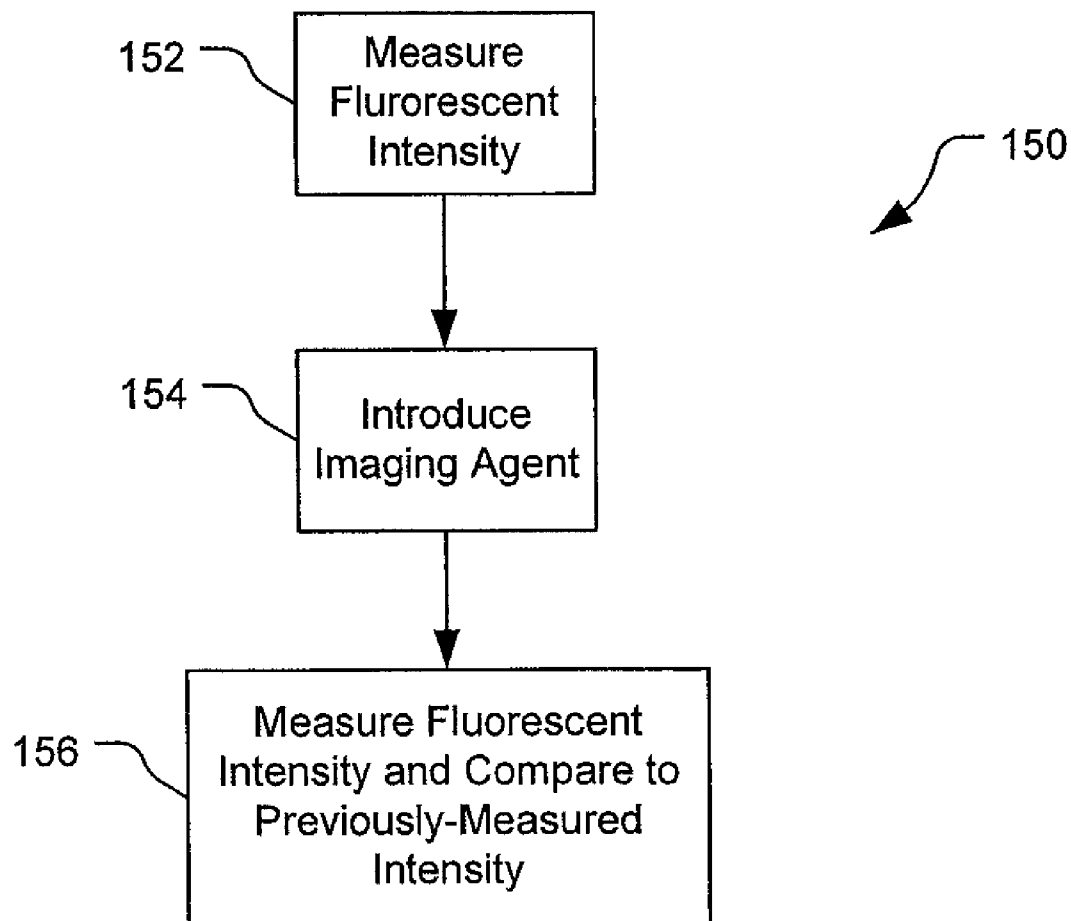 152
Measure
Flurorescent
Intensity
150
154
Introduce
Imaging Agent
156
Measure Fluorescent
Intensity and Compare to
Previously-Measured
Intensity